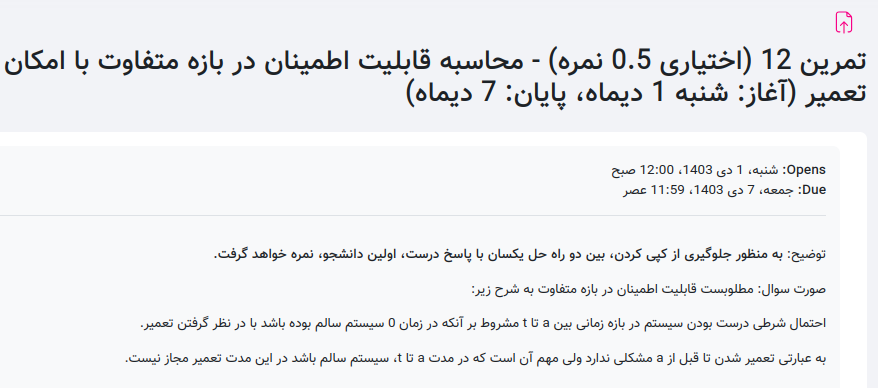 تمرین 12 (اختیاری 0.5 نمره) - محاسبه قابلیت اطمینان در بازه متفاوت با امکان
تعمیر (آغاز: شنبه 1 دیماه، پایان: 7 دیماه)
Opens: شنبه، 1 دی 1403، 12:00 صبح
Due: جمعه، 7 دی 1403، 11:59 عصر
توضیح: به منظور جلوگیری از کپی کردن، بین دو راه حل یکسان با پاسخ درست، اولین دانشجو، نمره خواهد گرفت.
صورت سوال: مطلوبست قابلیت اطمینان در بازه متفاوت به شرح زیر:
احتمال شرطی درست بودن سیستم در بازه زمانی بین a تا t مشروط بر آنکه در زمان 0 سیستم سالم بوده باشد با در نظر گرفتن تعمیر.
به عبارتی تعمیر شدن تا قبل از a مشکلی ندارد ولی مهم آن است که در مدت a تا t، سیستم سالم باشد در این مدت تعمیر مجاز نیست.